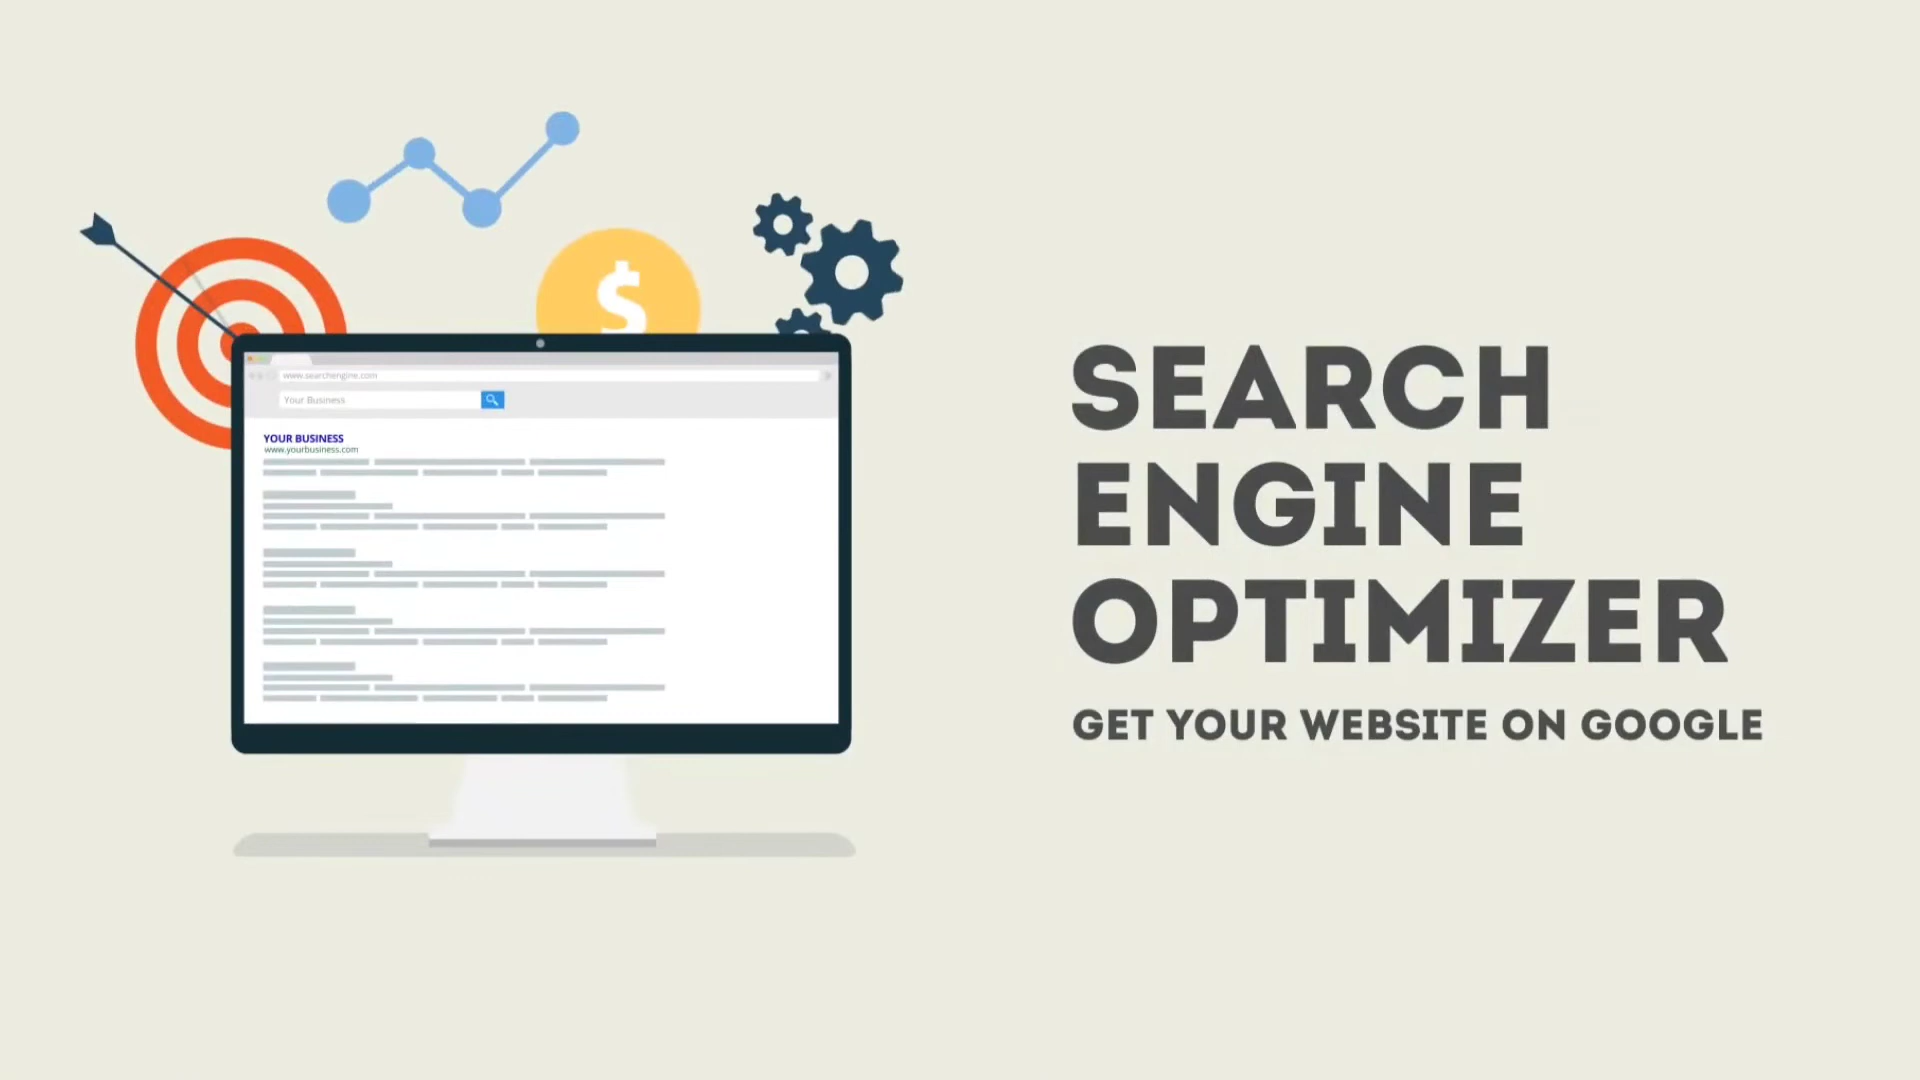 $
www.searchengine.com
Your Business
YOUR BUSINESS
www.yourbusiness.com
SEARCH
ENGINE
OPTIMIZER
GET YOUR WEBSITE ON GOOGLE